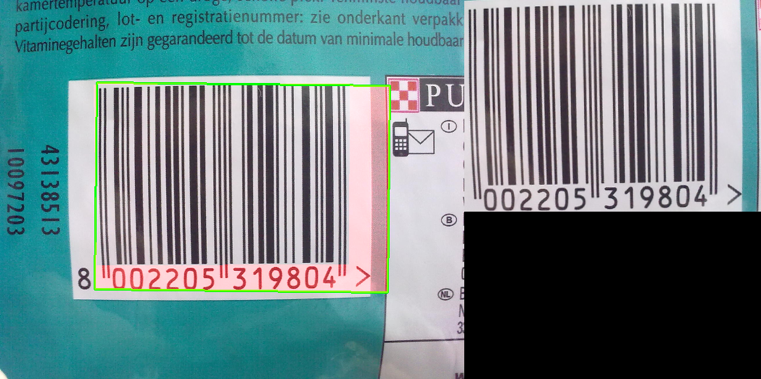 kamertemperatuur op een droge,
partijcodering, lot- en registratienummer: zie onderkant verpakk
Vitaminegehalten zijn gegarandeerd tot de datum van minimale houdbaar
43138513
10097203
8 002205 319804 >
PU
I
B
NL
002205 319804 >